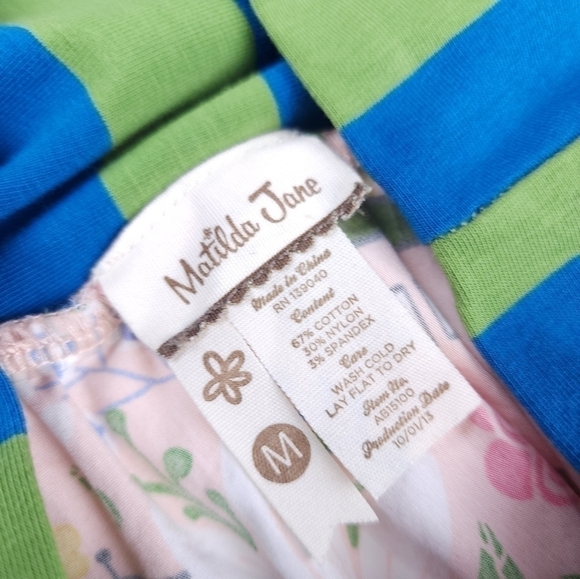 Matilda Jane
Made in China
RN 139040
Content
67% COTTON
30% NYLON
3% SPANDEX
Care
WASH COLD
LAY FLAT TO DRY
Item No.
AB15100
Production Date
10/01/13
M